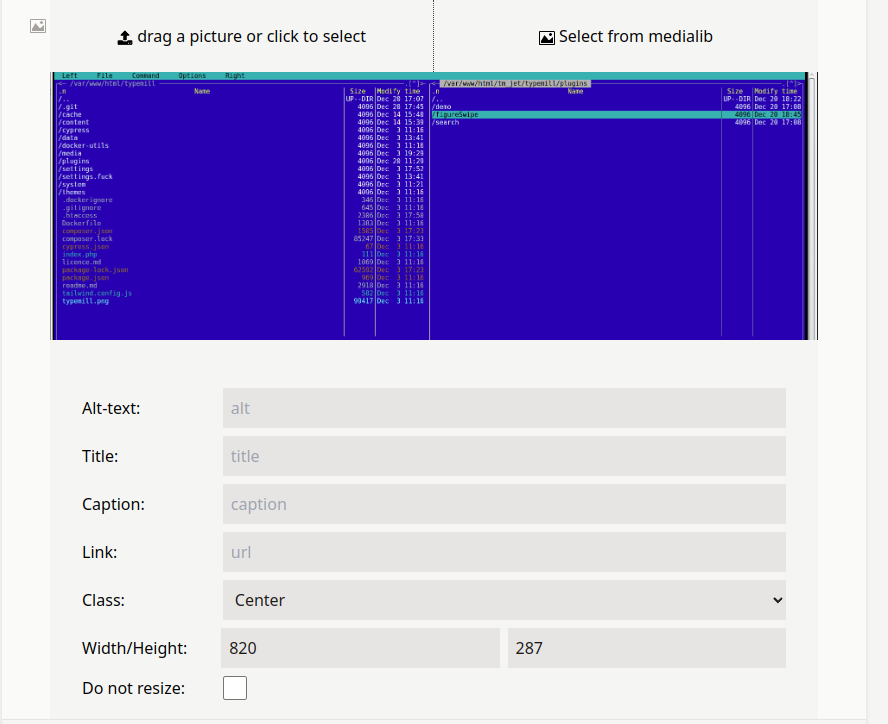 drag a picture or click to select
Select from medialib
Left File Command Options Right
/var/www/html/typemill
.n Name Size Modify time
/.. UP--DIR Dec 20 17:07
/.git 4096 Dec 20 17:45
/cache 4096 Dec 14 15:48
/content 4096 Dec 14 15:39
/cypress 4096 Dec 3 11:16
/data 4096 Dec 3 13:41
/docker-utils 4096 Dec 3 11:16
/media 4096 Dec 3 19:29
/plugins 4096 Dec 20 11:29
/settings 4096 Dec 3 17:52
/settings.fuck 4096 Dec 3 13:41
/system 4096 Dec 3 11:21
/themes 4096 Dec 3 11:16
.dockerignore 346 Dec 3 11:16
.gitignore 645 Dec 3 11:16
.htaccess 2386 Dec 3 17:50
Dockerfile 1383 Dec 3 11:16
composer.json 1585 Dec 3 17:23
composer.lock 85247 Dec 3 17:33
cypress.json 67 Dec 3 11:16
index.php 111 Dec 3 11:16
licence.md 1069 Dec 3 11:16
package-lock.json 62502 Dec 3 17:23
package.json 969 Dec 3 11:16
readme.md 2918 Dec 3 11:16
tailwind.config.js 582 Dec 3 11:16
typemill.png 90417 Dec 3 11:16
/var/www/html/tm_jet/typemill/plugins
.n Name Size Modify time
/.. UP--DIR Dec 20 18:22
/demo 4096 Dec 20 17:08
/figureSwipe 4096 Dec 20 18:45
/search 4096 Dec 20 17:08
Alt-text: alt
Title: title
Caption: caption
Link: url
Class: Center
Width/Height: 820 287
Do not resize: